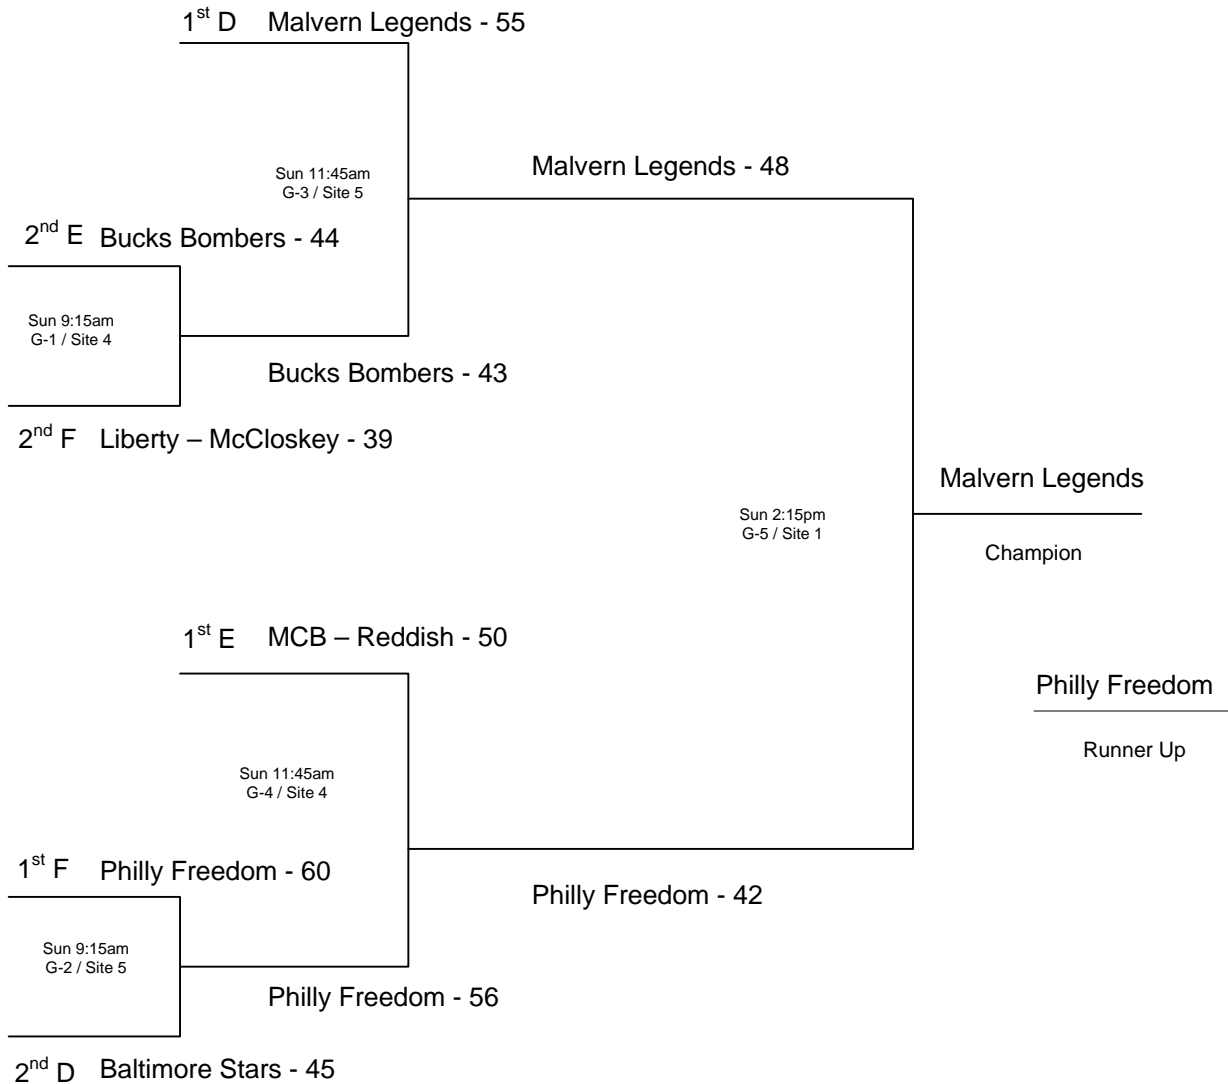 1st D Malvern Legends - 55
Sun 11:45am
G-3 / Site 5
Malvern Legends - 48
2nd E Bucks Bombers - 44
Sun 9:15am
G-1 / Site 4
Bucks Bombers - 43
2nd F Liberty – McCloskey - 39
Malvern Legends
Sun 2:15pm
G-5 / Site 1
Champion
1st E MCB – Reddish - 50
Philly Freedom
Runner Up
Sun 11:45am
G-4 / Site 4
1st F Philly Freedom - 60
Philly Freedom - 42
Sun 9:15am
G-2 / Site 5
Philly Freedom - 56
2nd D Baltimore Stars - 45